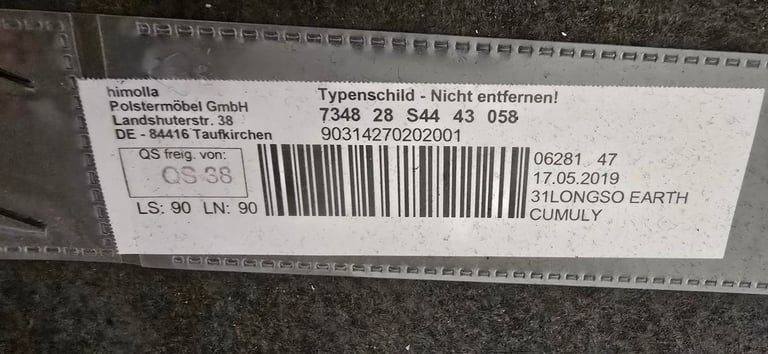 himolla
Polstermöbel GmbH
Landshuterstr. 38
DE - 84416 Taufkirchen
Typenschild - Nicht entfernen!
7348 28 S44 43 058
90314270202001
QS freig. von:
QS 38
LS: 90 LN: 90
06281 47
17.05.2019
31LONGSO EARTH
CUMULY